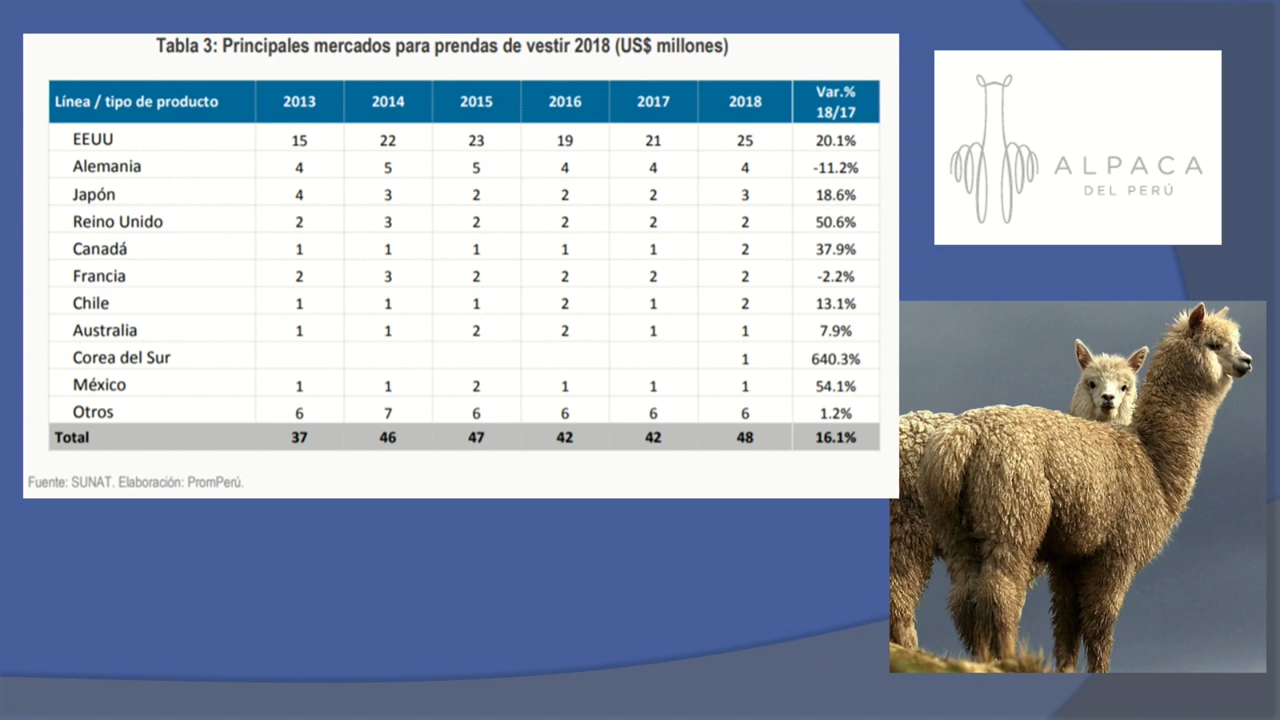 Tabla 3: Principales mercados para prendas de vestir 2018 (US$ millones)
Línea / tipo de producto 2013 2014 2015 2016 2017 2018 Var.% 18/17
EEUU 15 22 23 19 21 25 20.1%
Alemania 4 5 5 4 4 4 -11.2%
Japón 4 3 2 2 2 3 18.6%
Reino Unido 2 3 2 2 2 2 50.6%
Canadá 1 1 1 1 1 2 37.9%
Francia 2 3 2 2 2 2 -2.2%
Chile 1 1 1 2 1 2 13.1%
Australia 1 1 2 2 1 1 7.9%
Corea del Sur 1 640.3%
México 1 1 2 1 1 1 54.1%
Otros 6 7 6 6 6 6 1.2%
Total 37 46 47 42 42 48 16.1%
Fuente: SUNAT. Elaboración: PromPerú.
ALPACA
DEL PERÚ